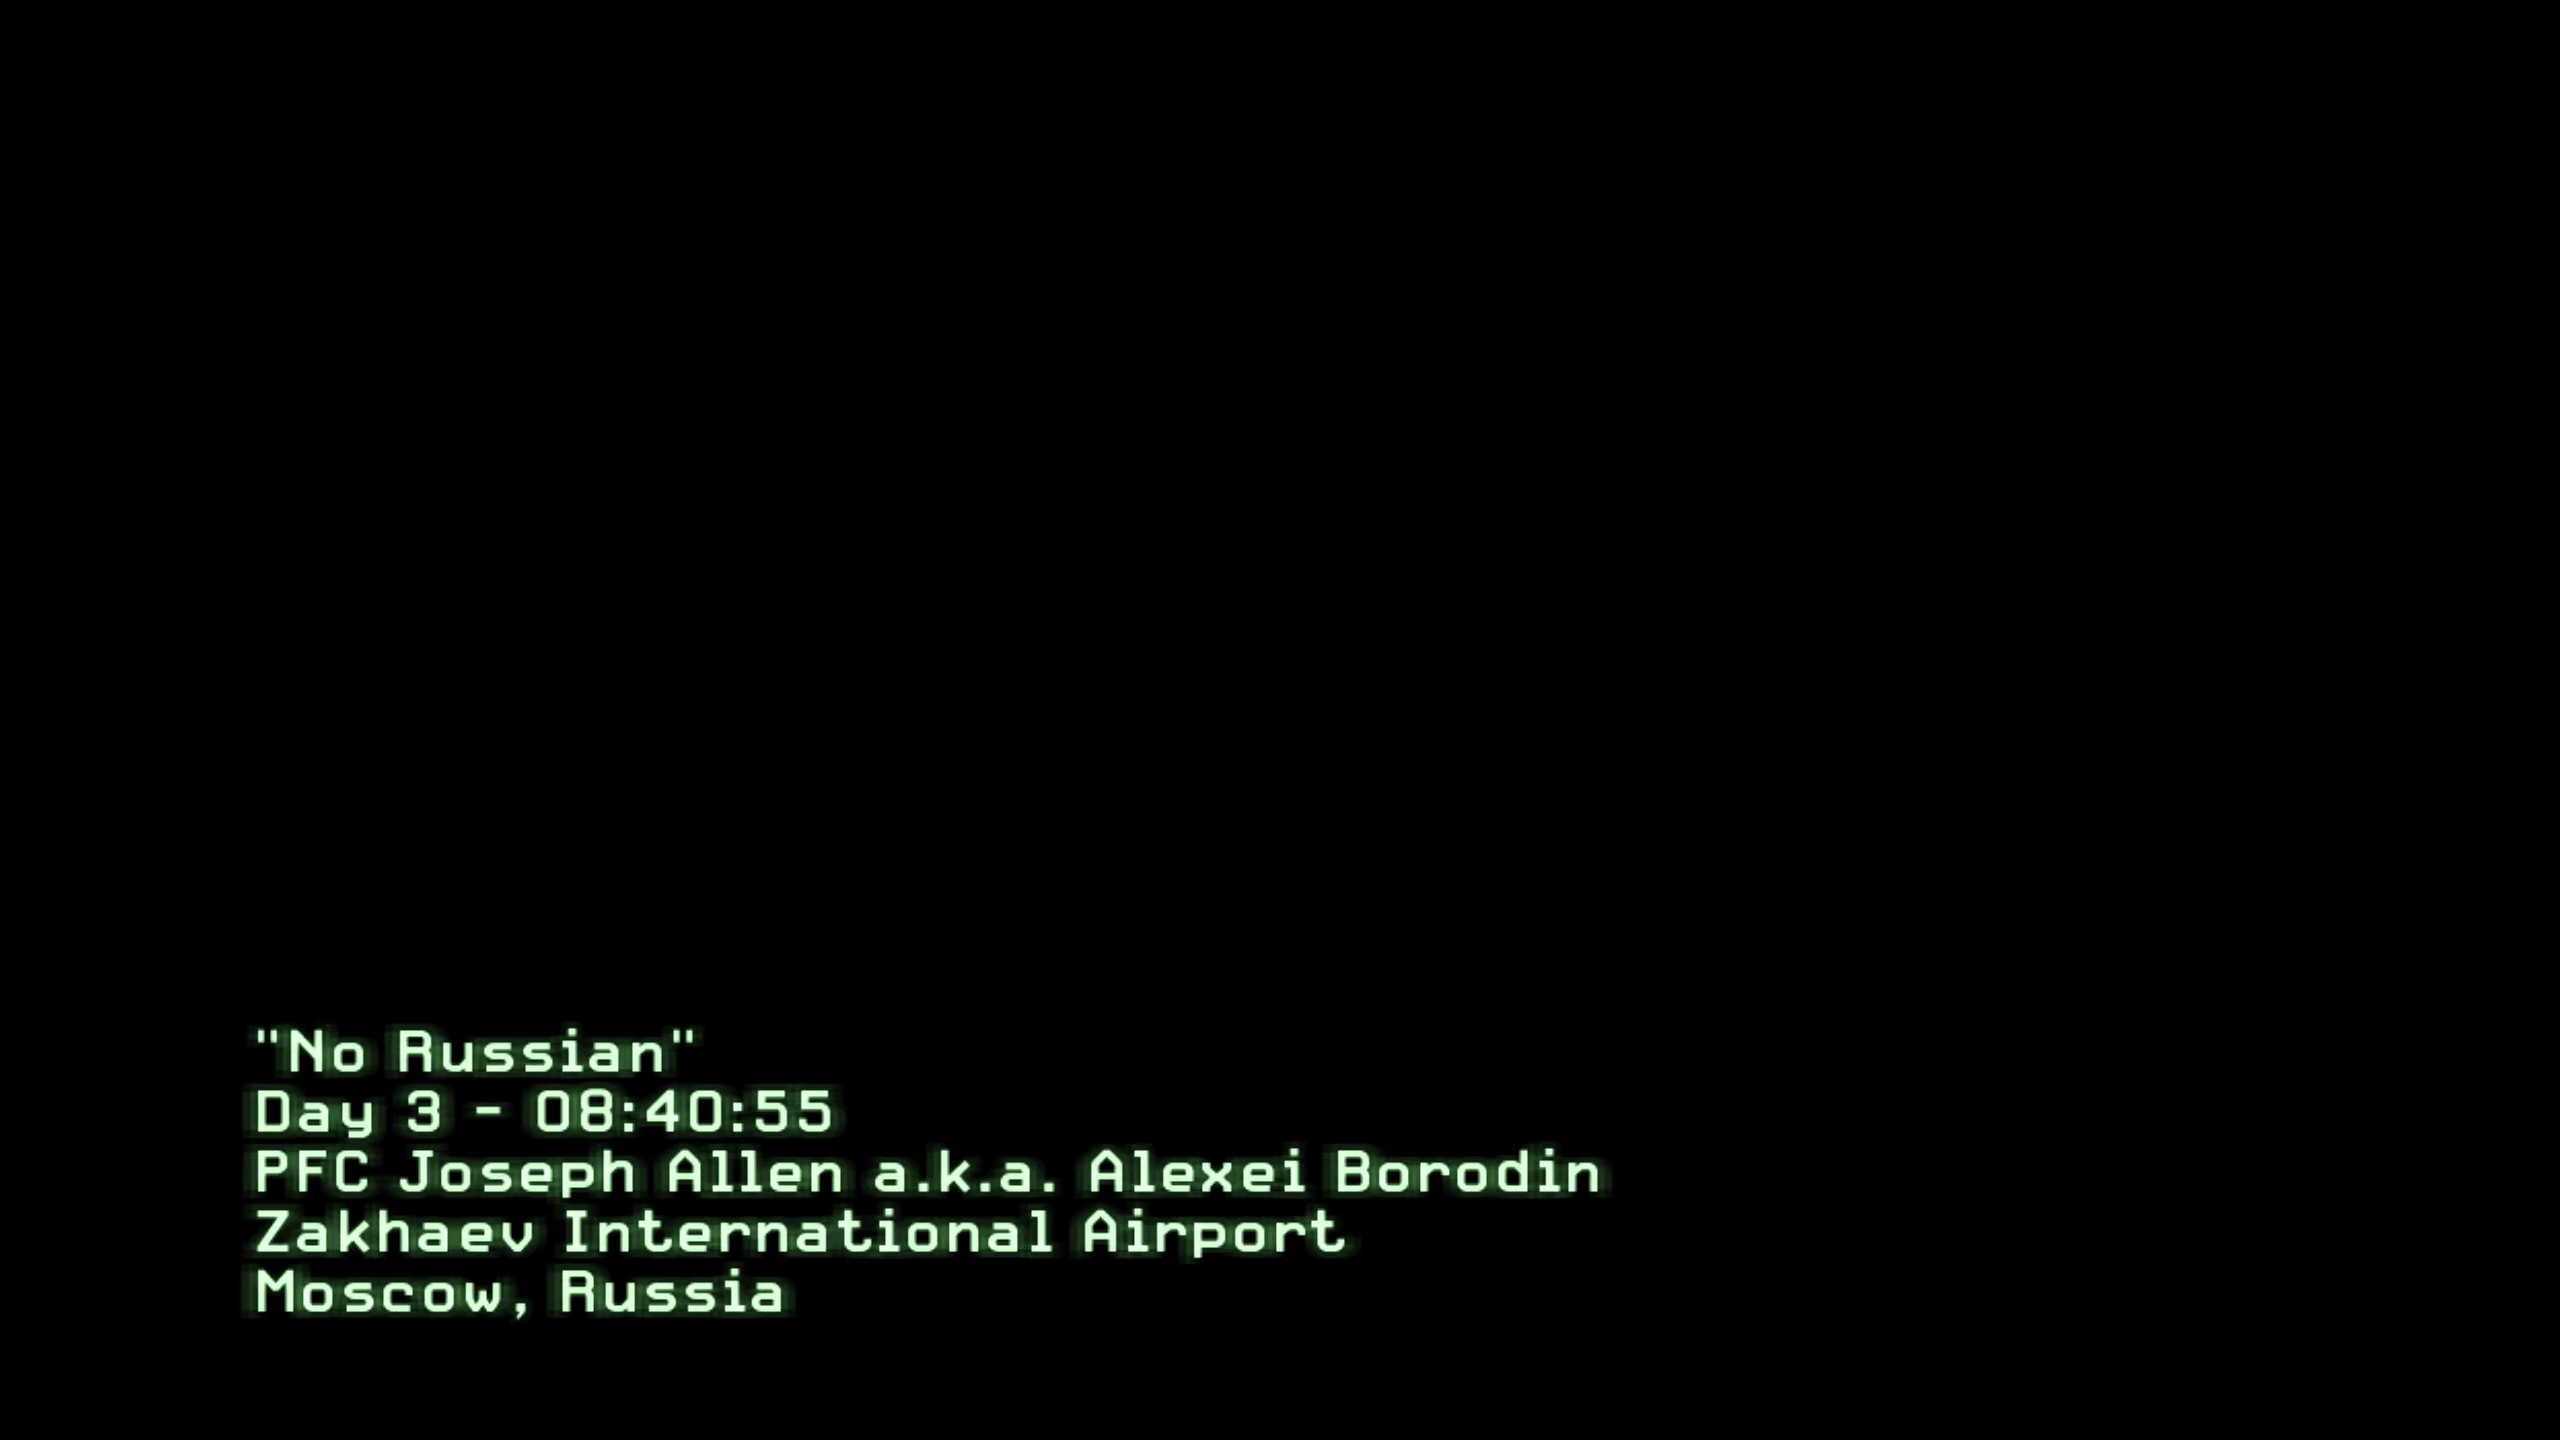 "No Russian"
Day 3 - 08:40:55
PFC Joseph Allen a.k.a. Alexei Borodin
Zakhaev International Airport
Moscow, Russia